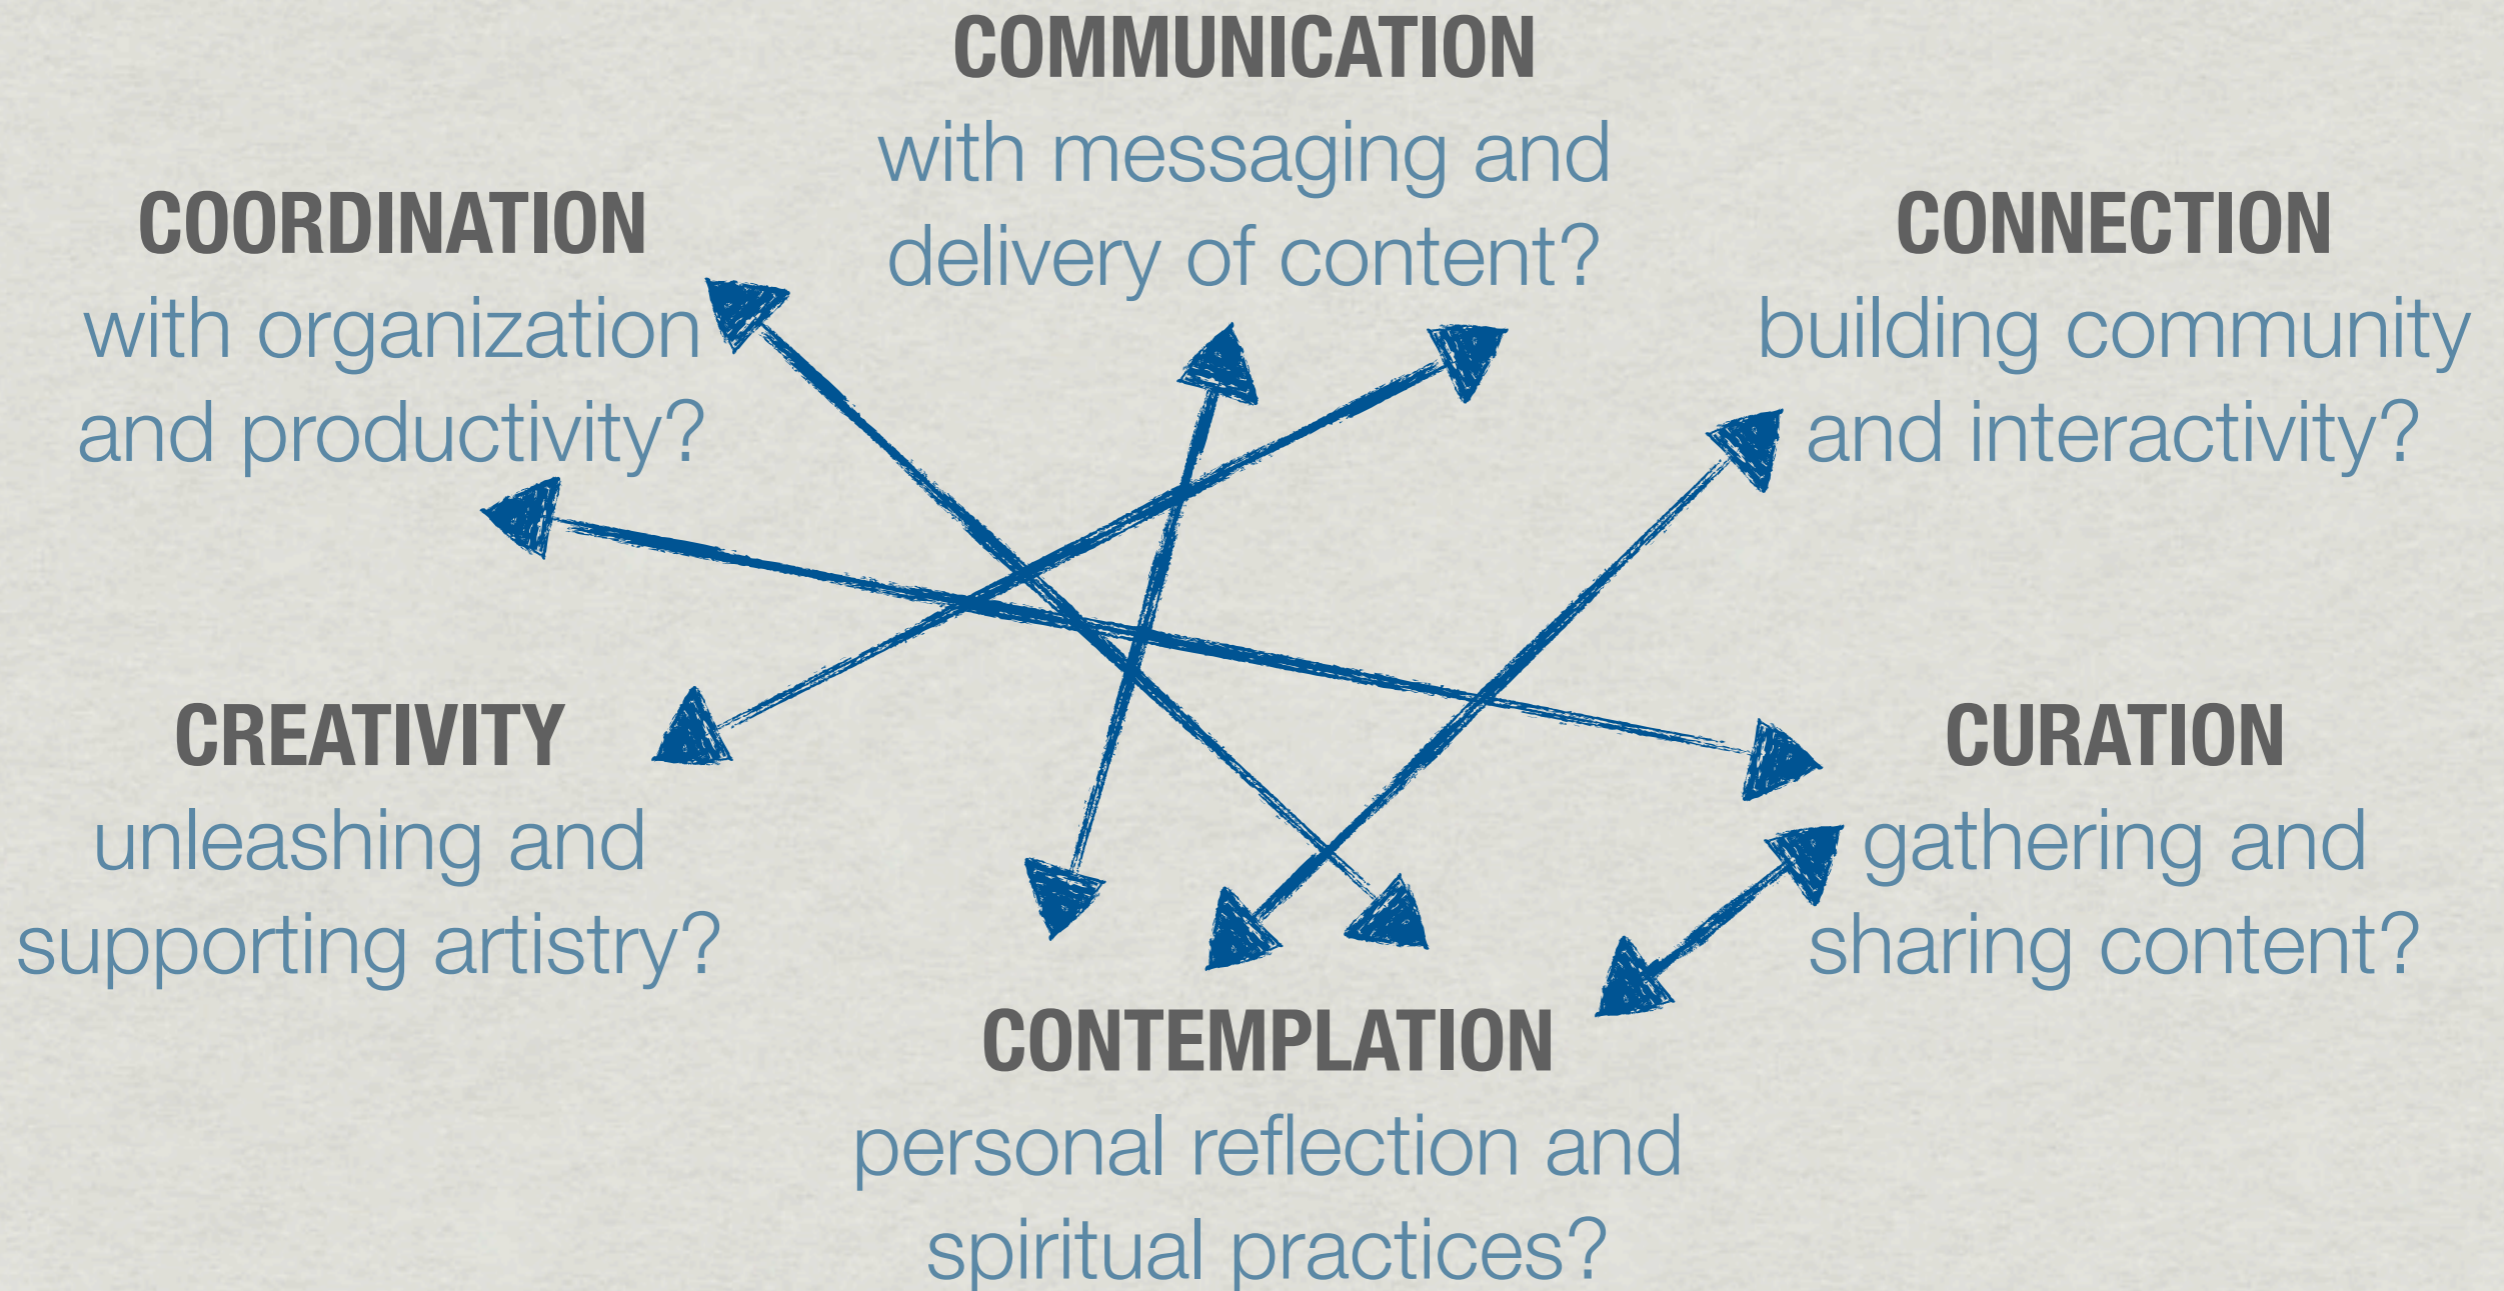 COMMUNICATION
with messaging and
delivery of content?
COORDINATION
with organization
and productivity?
CONNECTION
building community
and interactivity?
CREATIVITY
unleashing and
supporting artistry?
CURATION
gathering and
sharing content?
CONTEMPLATION
personal reflection and
spiritual practices?